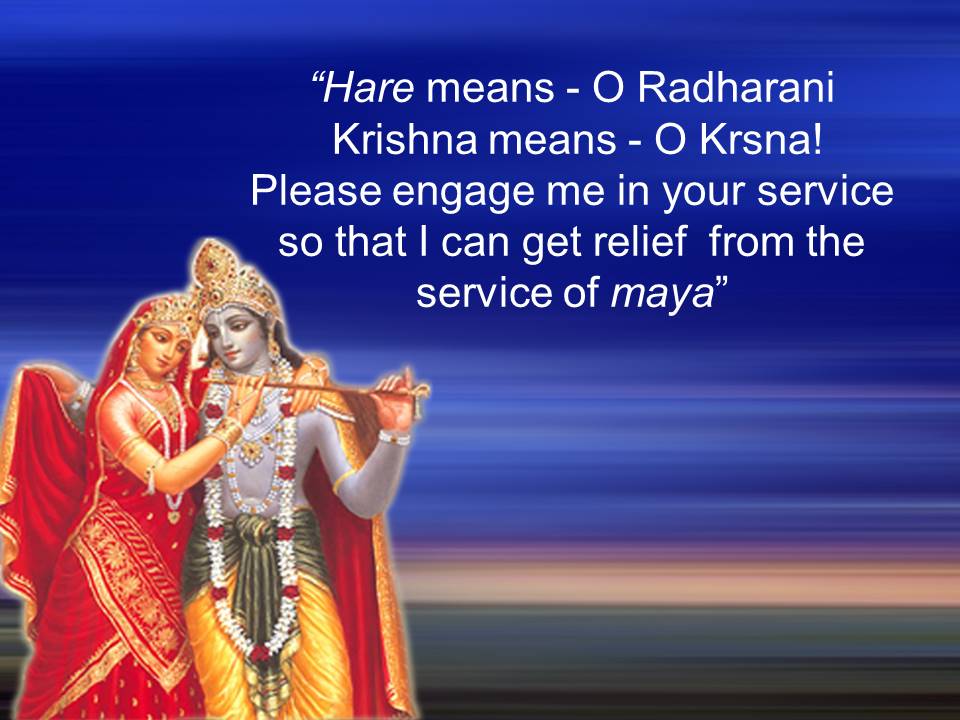 “Hare means - O Radharani
Krishna means - O Krsna!
Please engage me in your service
so that I can get relief  from the
service of maya”